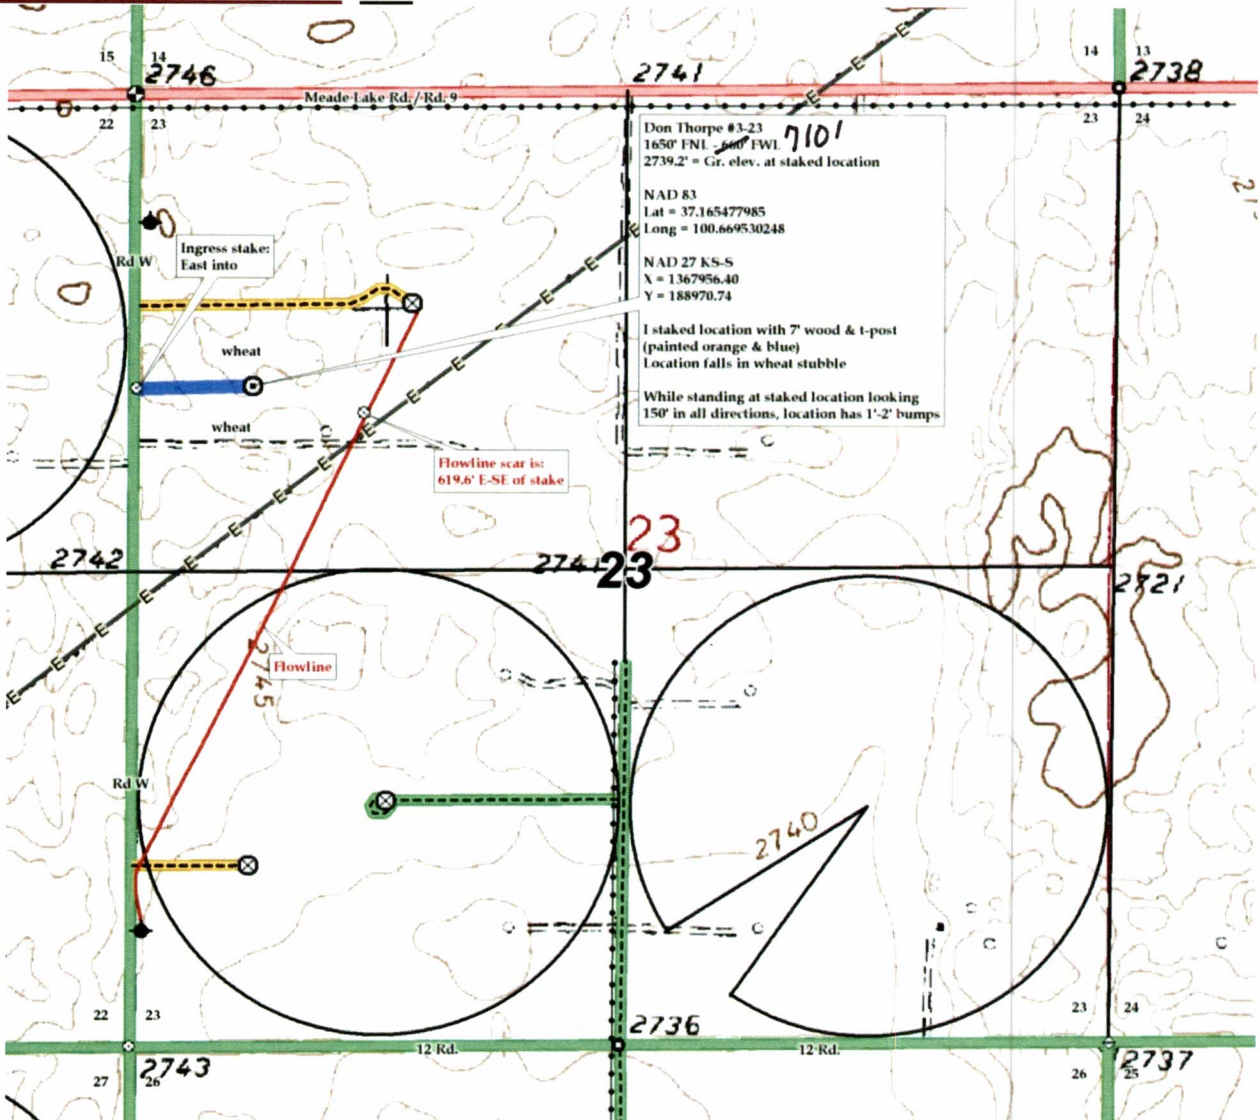 15 14
2746
2741
14 13
2738
Meade Lake Rd./Rd. 9
22 23
23 24
Don Thorpe #3-23
1650' FNL - 660' FWL 710'
2739.2' = Gr. elev. at staked location
NAD 83
Lat = 37.165477985
Long = 100.669530248
NAD 27 KS-S
X = 1367956.40
Y = 188970.74
I staked location with 7' wood & t-post
(painted orange & blue)
Location falls in wheat stubble
While standing at staked location looking
150' in all directions, location has 1'-2' bumps
Ingress stake:
East into
Rd W
E
E
E
E
E
E
E
wheat
E
E
wheat
E
E
Flowline scar is:
619.6' E-SE of stake
E
E
23
2742
2741
23
E
2721
E
E
E
E
Flowline
2745
Rd W
2740
22 23
2736
23 24
12 Rd.
12 Rd.
2743
2737
27 26
26 25